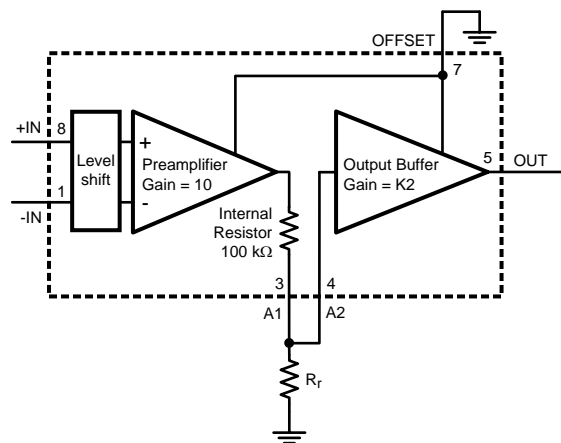 OFFSET
7
+IN
8
Level
shift
1
-IN
+
-
Preamplifier
Gain = 10
Internal
Resistor
100 kΩ
Output Buffer
Gain = K2
5
OUT
3
4
A1
A2
Rr